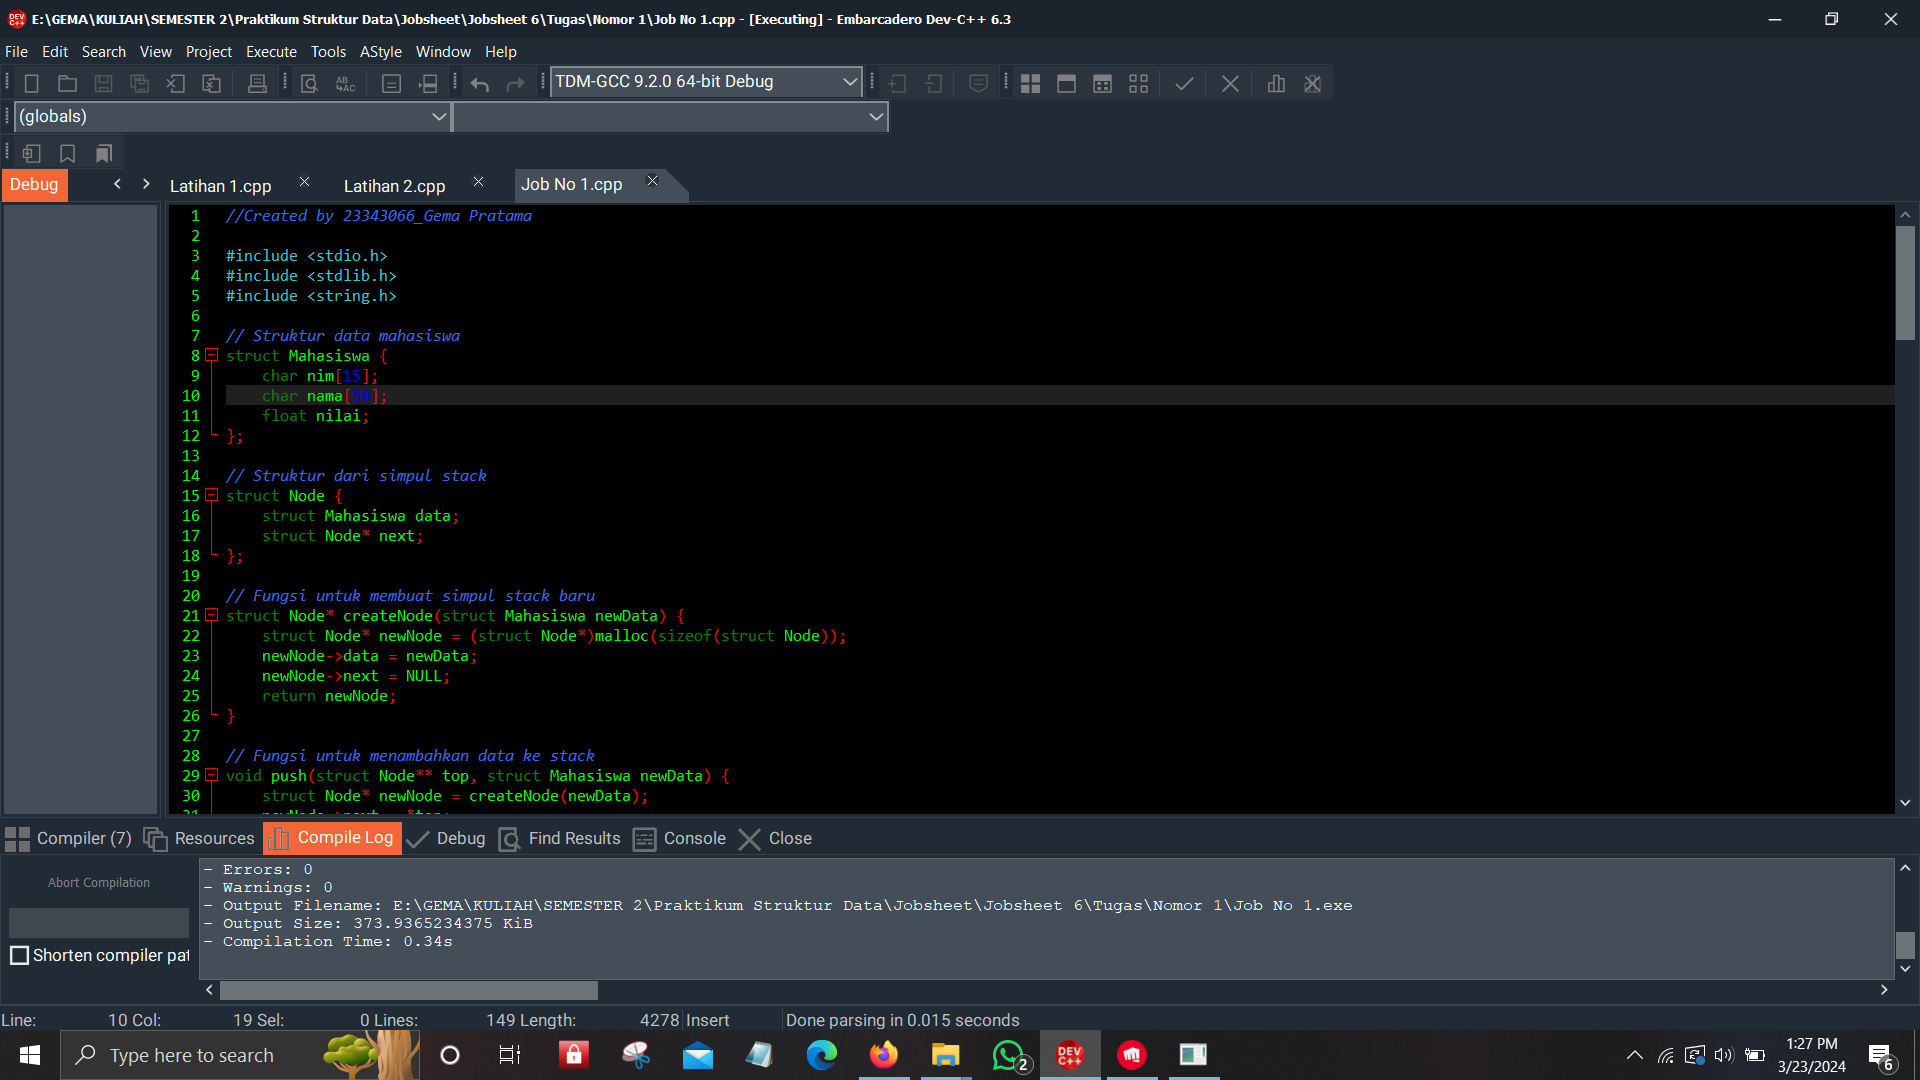 E:\GEMA\KULIAH\SEMESTER 2\Praktikum Struktur Data\Jobsheet\Jobsheet 6\Tugas\Nomor 1\Job No 1.cpp - [Executing] - Embarcadero Dev-C++ 6.3
File Edit Search View Project Execute Tools AStyle Window Help
TDM-GCC 9.2.0 64-bit Debug
(globals)
Debug Latihan 1.cpp Latihan 2.cpp Job No 1.cpp
1 //Created by 23343066_Gema Pratama
2
3 #include <stdio.h>
4 #include <stdlib.h>
5 #include <string.h>
6
7 // Struktur data mahasiswa
8 struct Mahasiswa {
9 char nim[15];
10 char nama[50];
11 float nilai;
12 };
13
14 // Struktur dari simpul stack
15 struct Node {
16 struct Mahasiswa data;
17 struct Node* next;
18 };
19
20 // Fungsi untuk membuat simpul stack baru
21 struct Node* createNode(struct Mahasiswa newData) {
22 struct Node* newNode = (struct Node*)malloc(sizeof(struct Node));
23 newNode->data = newData;
24 newNode->next = NULL;
25 return newNode;
26 }
27
28 // Fungsi untuk menambahkan data ke stack
29 void push(struct Node** top, struct Mahasiswa newData) {
30 struct Node* newNode = createNode(newData);
Compiler (7) Resources Compile Log Debug Find Results Console Close
Abort Compilation
Shorten compiler pat
- Errors: 0
- Warnings: 0
- Output Filename: E:\GEMA\KULIAH\SEMESTER 2\Praktikum Struktur Data\Jobsheet\Jobsheet 6\Tugas\Nomor 1\Job No 1.exe
- Output Size: 373.9365234375 KiB
- Compilation Time: 0.34s
Line: 10 Col: 19 Sel: 0 Lines: 149 Length: 4278 Insert Done parsing in 0.015 seconds
Type here to search
2
DEV C++
1:27 PM
3/23/2024
6